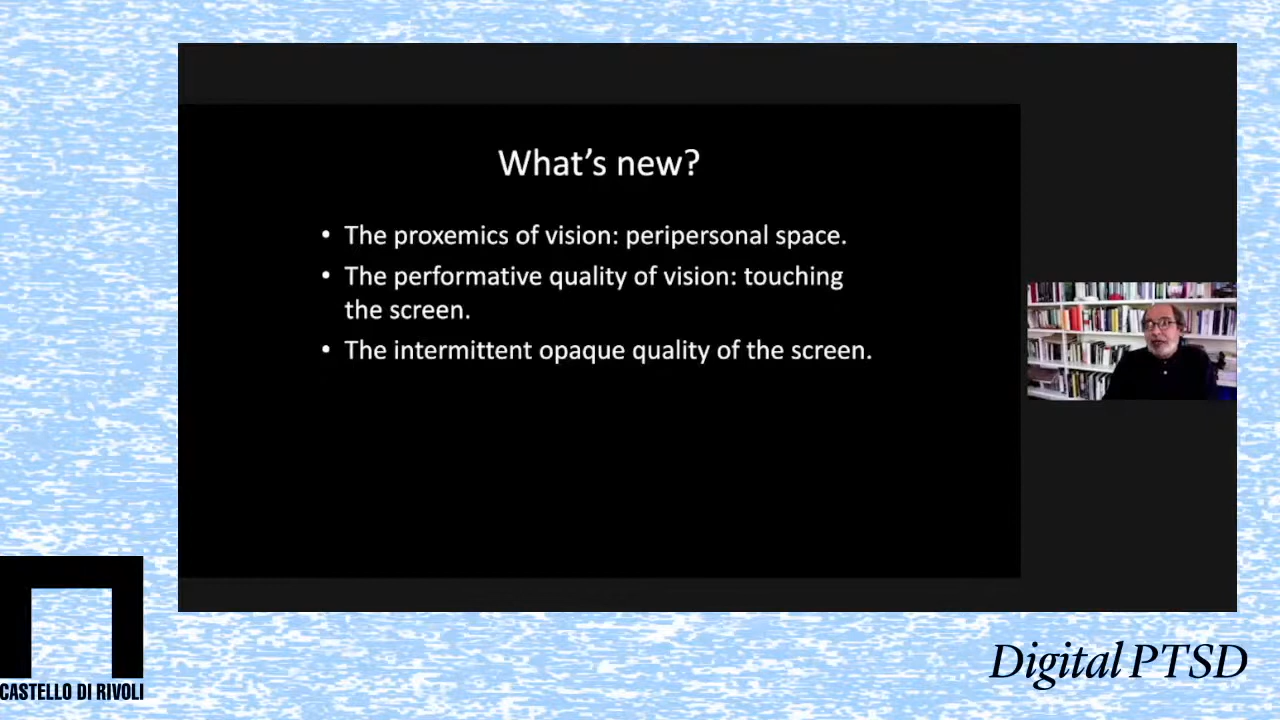 What's new?
• The proxemics of vision: peripersonal space.
• The performative quality of vision: touching
the screen.
• The intermittent opaque quality of the screen.
CASTELLO DI RIVOLI
Digital PTSD